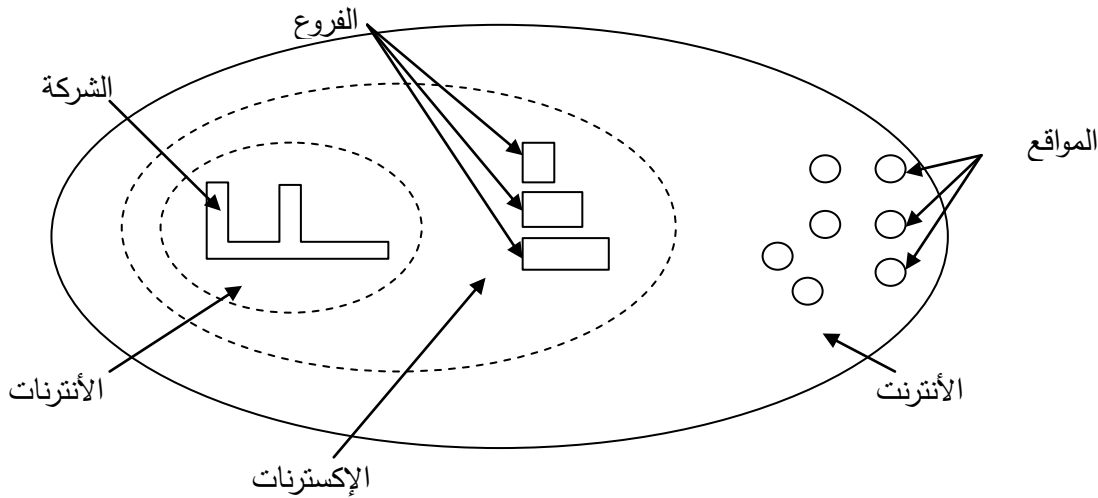 الفروع
الشركة
المواقع
الأنترنات
الأنترنت
الإكسترنات